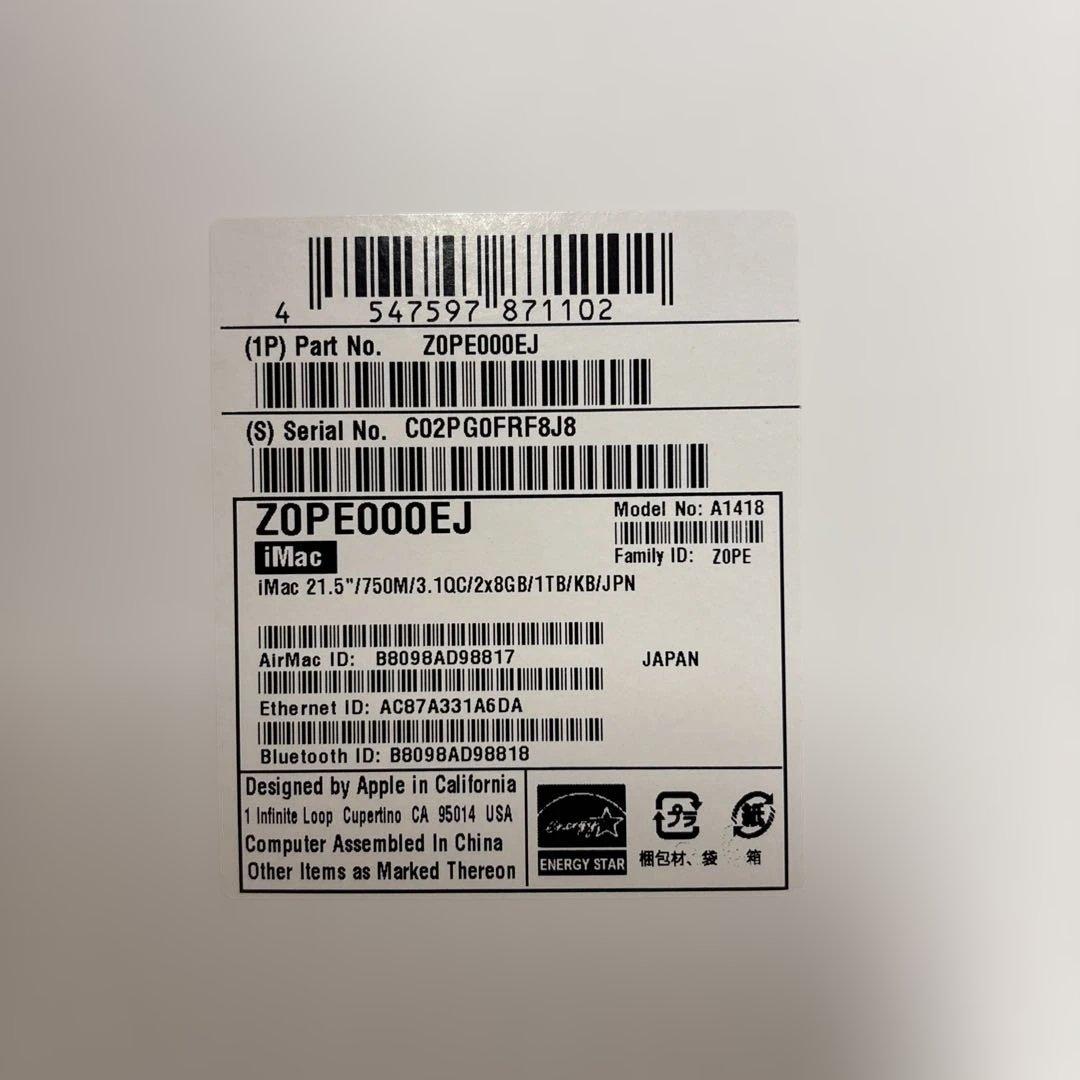 4 547597 871102
(1P) Part No. Z0PE000EJ
(S) Serial No. C02PG0FRF8J8
Z0PE000EJ
Model No: A1418
iMac
Family ID: Z0PE
iMac 21.5"/750M/3.1QC/2x8GB/1TB/KB/JPN
AirMac ID: B8098AD98817
JAPAN
Ethernet ID: AC87A331A6DA
Bluetooth ID: B8098AD98818
Designed by Apple in California
1 Infinite Loop Cupertino CA 95014 USA
Computer Assembled In China
Other Items as Marked Thereon
energy
ENERGY STAR
プラ
紙
梱包材、袋
箱